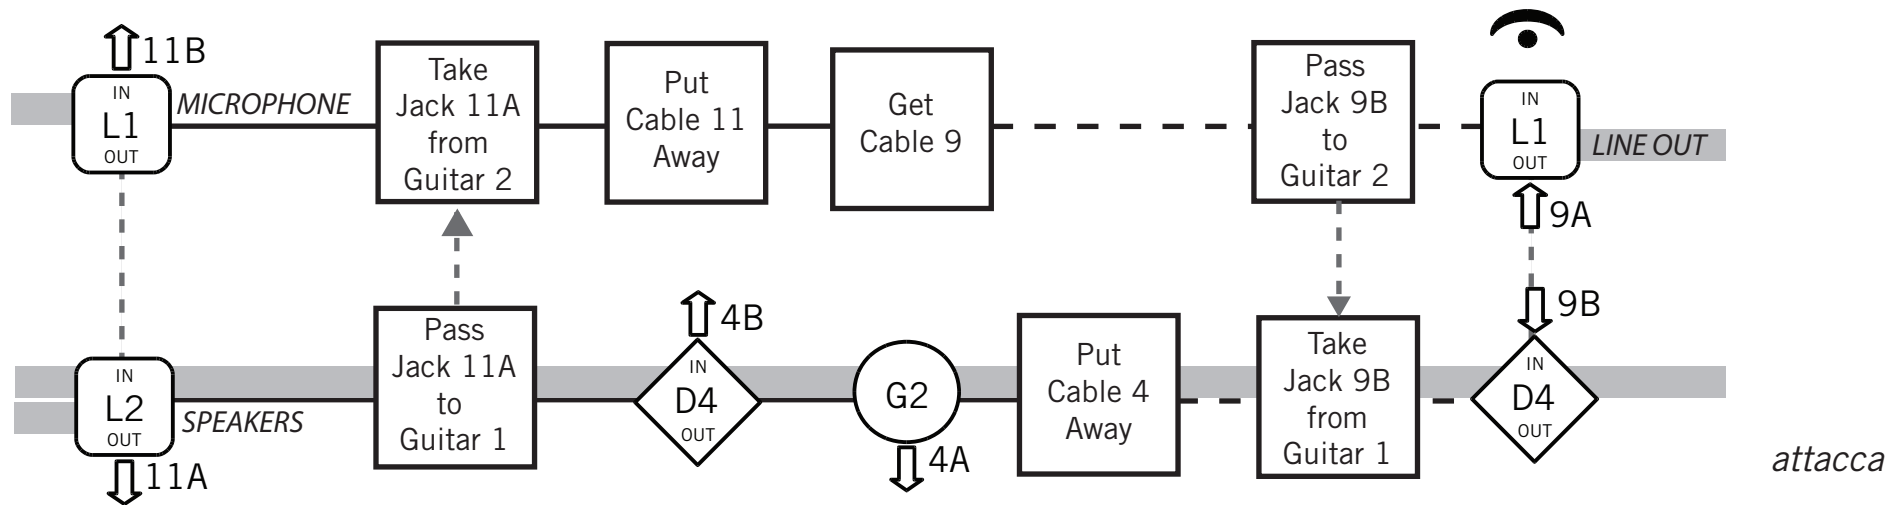 11B
IN
L1
OUT
MICROPHONE
Take
Jack 11A
from
Guitar 2
Put
Cable 11
Away
Get
Cable 9
Pass
Jack 9B
to
Guitar 2
IN
L1
OUT
LINE OUT
9A
IN
L2
OUT
SPEAKERS
11A
Pass
Jack 11A
to
Guitar 1
4B
IN
D4
OUT
G2
4A
Put
Cable 4
Away
Take
Jack 9B
from
Guitar 1
9B
IN
D4
OUT
attacca